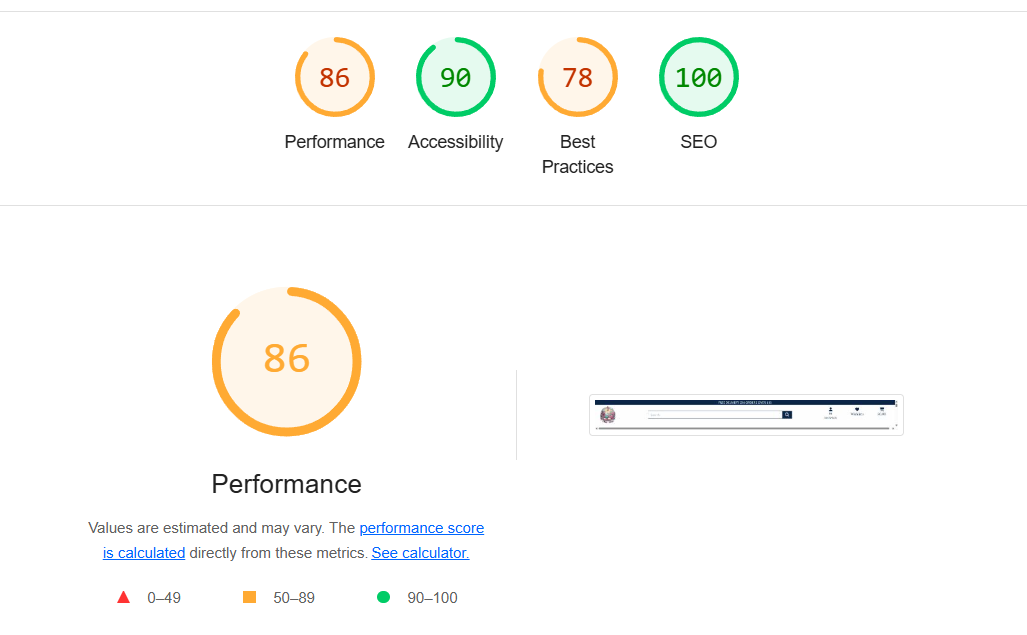 86
90
78
100
Performance
Accessibility
Best
Practices
SEO
86
Performance
Values are estimated and may vary. The performance score
is calculated directly from these metrics. See calculator.
0–49
50–89
90–100